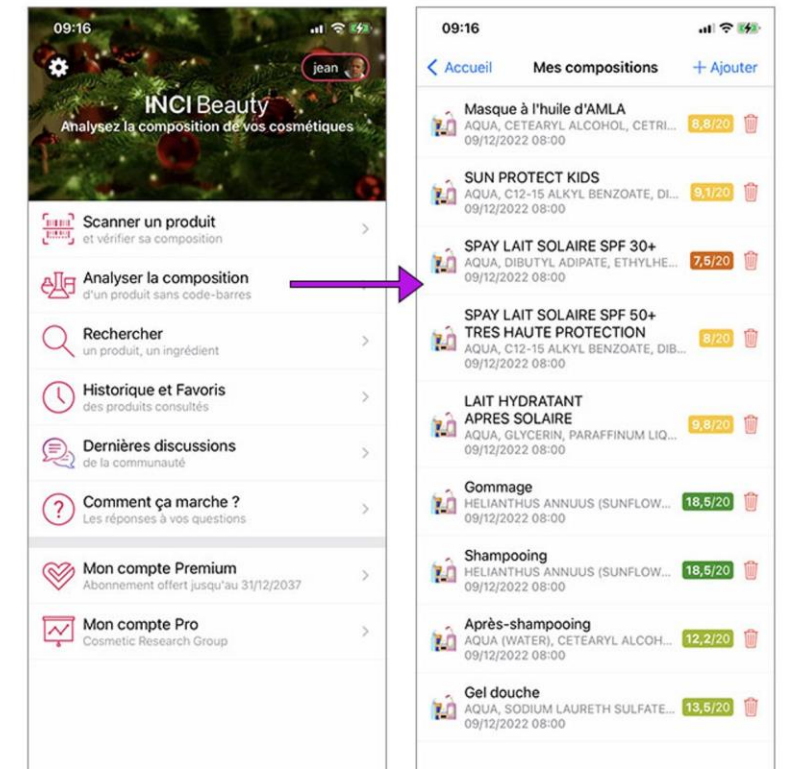 09:16
jean
INCI Beauty
Analysez la composition de vos cosmétiques
Scanner un produit
et vérifier sa composition
Analyser la composition
d'un produit sans code-barres
Rechercher
un produit, un ingrédient
Historique et Favoris
des produits consultés
Dernières discussions
de la communauté
Comment ça marche ?
Les réponses à vos questions
Mon compte Premium
Abonnement offert jusqu'au 31/12/2037
Mon compte Pro
Cosmetic Research Group
09:16
Accueil Mes compositions + Ajouter
Masque à l'huile d'AMLA
AQUA, CETEARYL ALCOHOL, CETRI... 8,8/20
09/12/2022 08:00
SUN PROTECT KIDS
AQUA, C12-15 ALKYL BENZOATE, DI... 9,1/20
09/12/2022 08:00
SPAY LAIT SOLAIRE SPF 30+
AQUA, DIBUTYL ADIPATE, ETHYLHE... 7,5/20
09/12/2022 08:00
SPAY LAIT SOLAIRE SPF 50+
TRES HAUTE PROTECTION 8/20
AQUA, C12-15 ALKYL BENZOATE, DIB...
09/12/2022 08:00
LAIT HYDRATANT
APRES SOLAIRE 9,8/20
AQUA, GLYCERIN, PARAFFINUM LIQ...
09/12/2022 08:00
Gommage
HELIANTHUS ANNUUS (SUNFLOW... 18,5/20
09/12/2022 08:00
Shampooing
HELIANTHUS ANNUUS (SUNFLOW... 18,5/20
09/12/2022 08:00
Après-shampooing
AQUA (WATER), CETEARYL ALCOH... 12,2/20
09/12/2022 08:00
Gel douche
AQUA, SODIUM LAURETH SULFATE... 13,5/20
09/12/2022 08:00